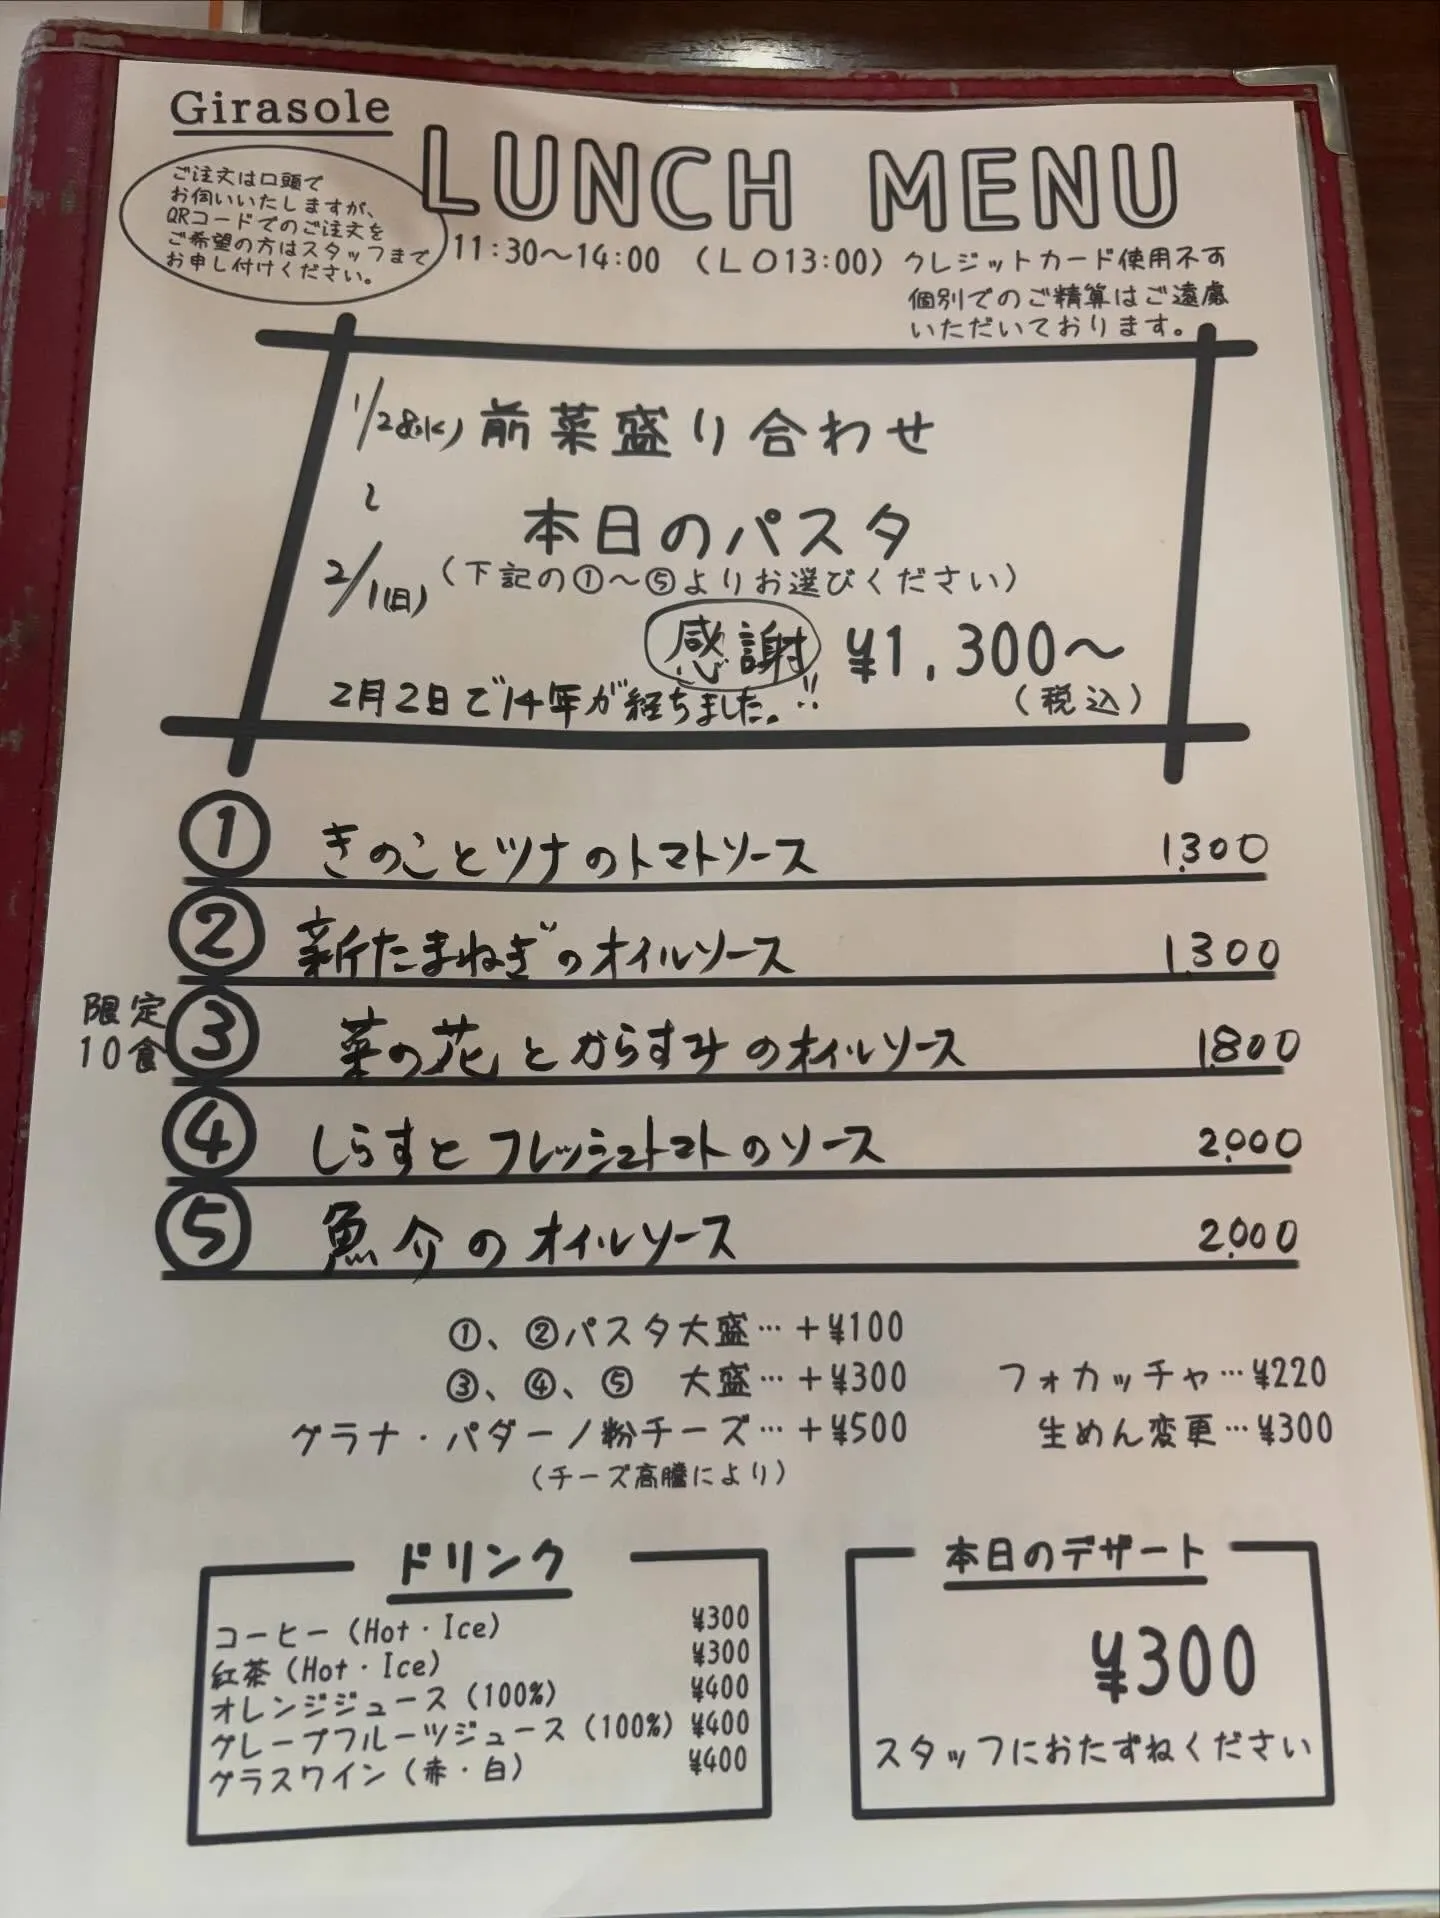 Girasole
LUNCH MENU
ご注文は口頭で
お伺いいたしますが、
QRコードでのご注文を
ご希望の方はスタッフまで
お申し付けください。
11:30～14:00 （LO13:00）クレジットカード使用不可
個別でのご精算はご遠慮
いただいております。
1/28(水) 前菜盛り合わせ
〜
本日のパスタ
2/1(日)
（下記の①～⑤よりお選びください）
感謝 ¥1,300～
2月2日で14年が経ちました。!! （税込）
① きのことツナのトマトソース 1,300
② 新たまねぎのオイルソース 1,300
限定
10食
③ 菜の花とからすみのオイルソース 1,800
④ しらすとフレッシュトマトのソース 2,000
⑤ 魚介のオイルソース 2,000
①、②パスタ大盛…＋¥100
③、④、⑤ 大盛…＋¥300 フォカッチャ…¥220
グラナ・パダーノ粉チーズ…＋¥500 生めん変更…¥300
（チーズ高騰により）
ドリンク
コーヒー（Hot・Ice） ¥300
紅茶（Hot・Ice） ¥300
オレンジジュース（100%） ¥400
グレープフルーツジュース（100%） ¥400
グラスワイン（赤・白） ¥400
本日のデザート
¥300
スタッフにおたずねください